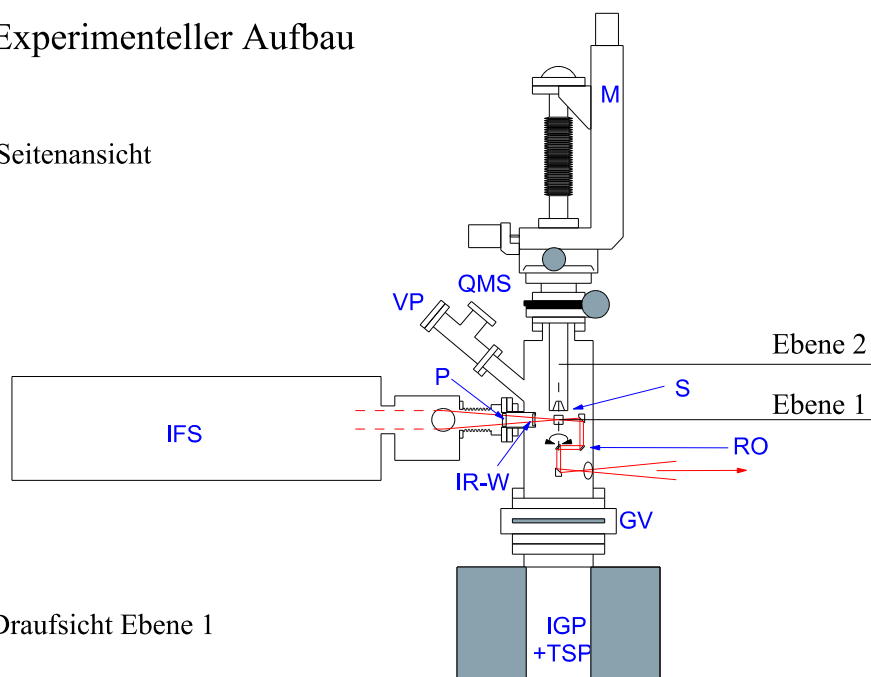 Experimenteller Aufbau
M
Seitenansicht
QMS
VP
Ebene 2
P
S
Ebene 1
IFS
RO
IR-W
GV
Draufsicht Ebene 1
IGP
+TSP